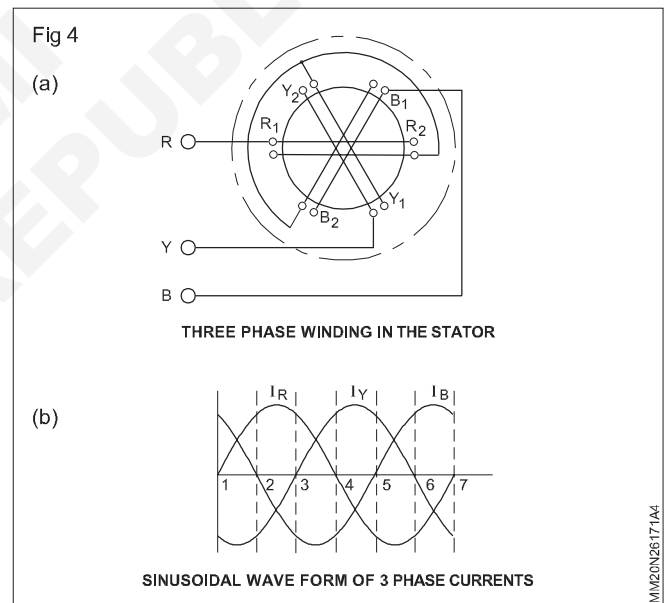 Fig 4
(a)
Y2
B1
R1
R2
R
B2
Y1
Y
B
THREE PHASE WINDING IN THE STATOR
(b)
IR IY IB
1 2 3 4 5 6 7
SINUSOIDAL WAVE FORM OF 3 PHASE CURRENTS
MM20N26171A4